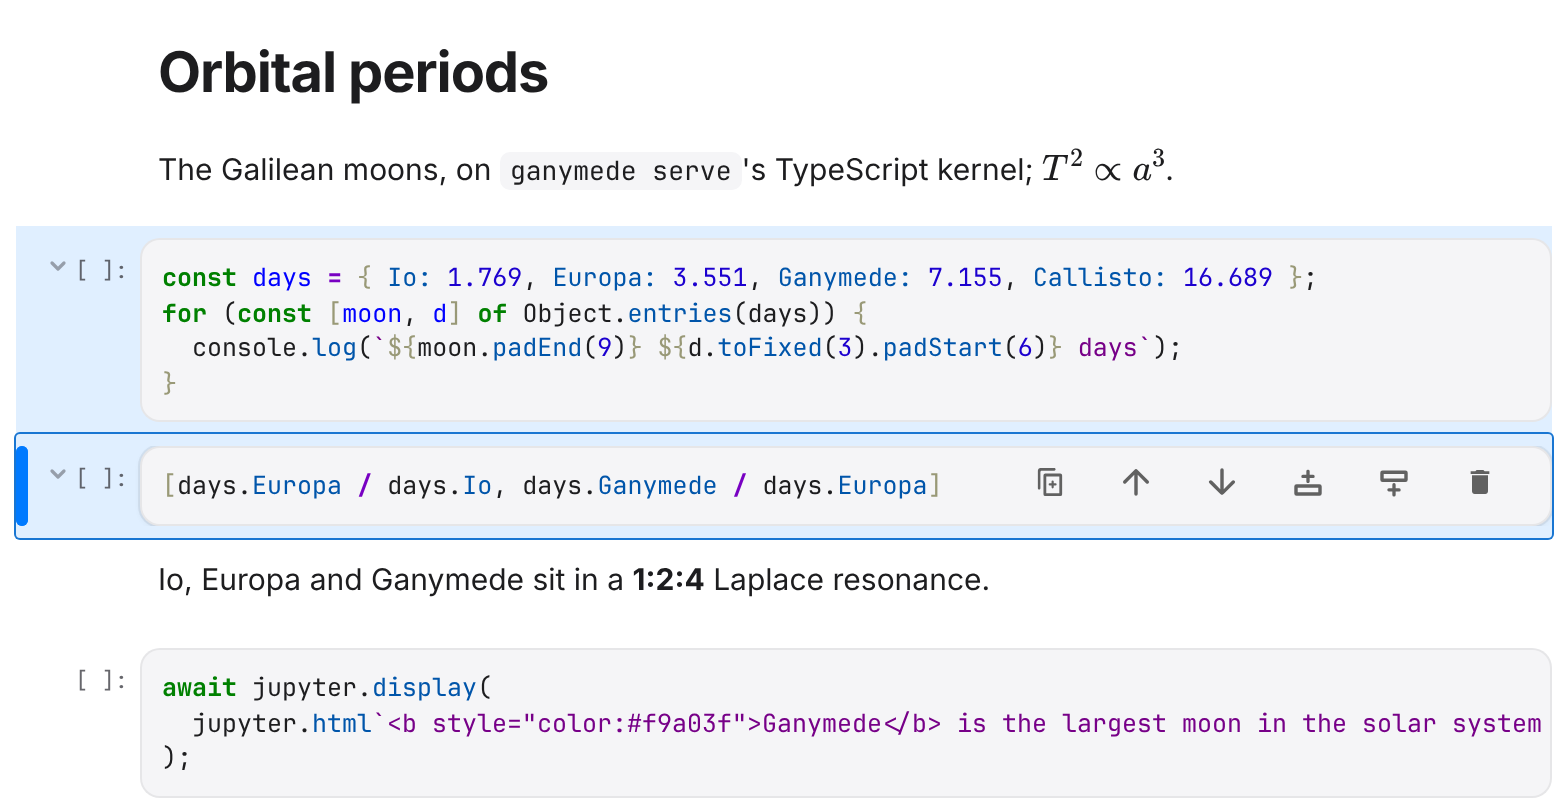 Orbital periods
The Galilean moons, on ganymede serve's TypeScript kernel; T² ∝ a³.
[ ]: const days = { Io: 1.769, Europa: 3.551, Ganymede: 7.155, Callisto: 16.689 };
for (const [moon, d] of Object.entries(days)) {
  console.log(`${moon.padEnd(9)} ${d.toFixed(3).padStart(6)} days`);
}
[ ]: [days.Europa / days.Io, days.Ganymede / days.Europa]
Io, Europa and Ganymede sit in a 1:2:4 Laplace resonance.
[ ]: await jupyter.display(
  jupyter.html`<b style="color:#f9a03f">Ganymede</b> is the largest moon in the solar system
);